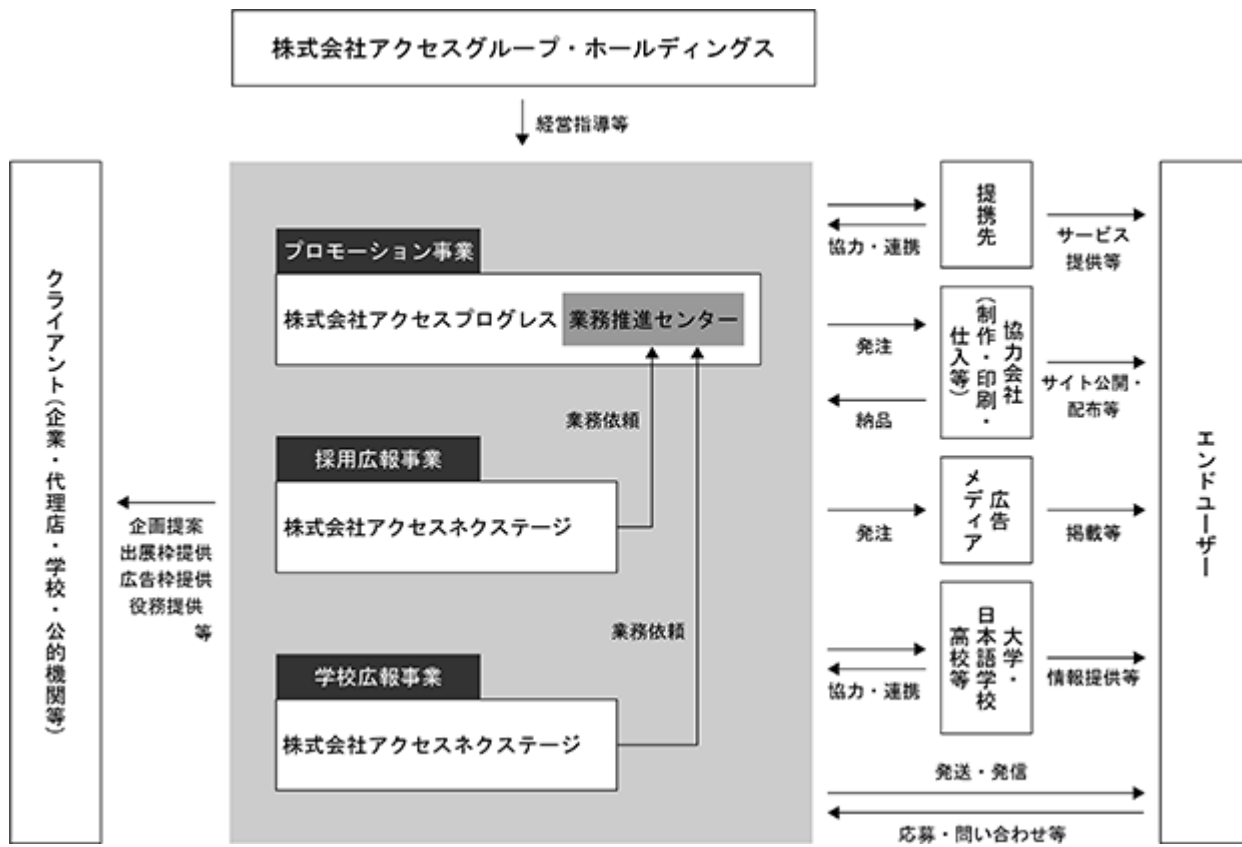 株式会社アクセスグループ・ホールディングス
経営指導等
クライアント(企業・代理店・学校・公的機関等)
企画提案
出展枠提供
広告枠提供
役務提供
等
プロモーション事業
株式会社アクセスプログレス
業務推進センター
業務依頼
採用広報事業
株式会社アクセスネクステージ
業務依頼
学校広報事業
株式会社アクセスネクステージ
協力・連携
提携先
サービス
提供等
発注
納品
協力会社
(制作・印刷・
仕入等)
サイト公開・
配布等
発注
広告
メディア
掲載等
協力・連携
大学・
日本語学校
高校等
情報提供等
発送・発信
応募・問い合わせ等
エンドユーザー